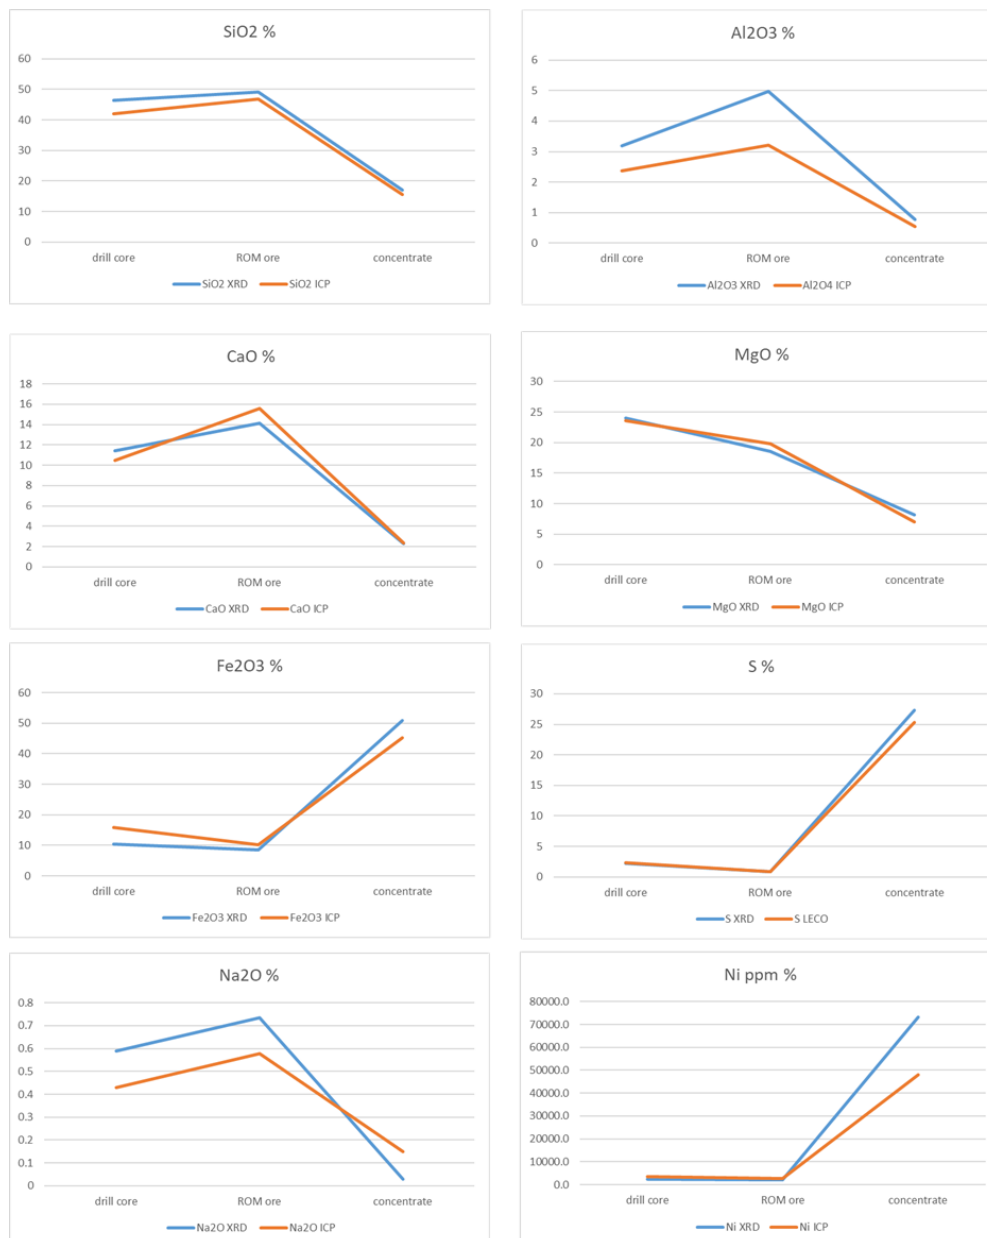 SiO2 %
60
50
40
30
20
10
0
drill core ROM ore concentrate
SiO2 XRD SiO2 ICP
Al2O3 %
6
5
4
3
2
1
0
drill core ROM ore concentrate
Al2O3 XRD Al2O4 ICP
CaO %
18
16
14
12
10
8
6
4
2
0
drill core ROM ore concentrate
CaO XRD CaO ICP
MgO %
30
25
20
15
10
5
0
drill core ROM ore concentrate
MgO XRD MgO ICP
Fe2O3 %
60
50
40
30
20
10
0
drill core ROM ore concentrate
Fe2O3 XRD Fe2O3 ICP
S %
30
25
20
15
10
5
0
drill core ROM ore concentrate
S XRD S LECO
Na2O %
0.8
0.7
0.6
0.5
0.4
0.3
0.2
0.1
0
drill core ROM ore concentrate
Na2O XRD Na2O ICP
Ni ppm %
80000.0
70000.0
60000.0
50000.0
40000.0
30000.0
20000.0
10000.0
0.0
drill core ROM ore concentrate
Ni XRD Ni ICP